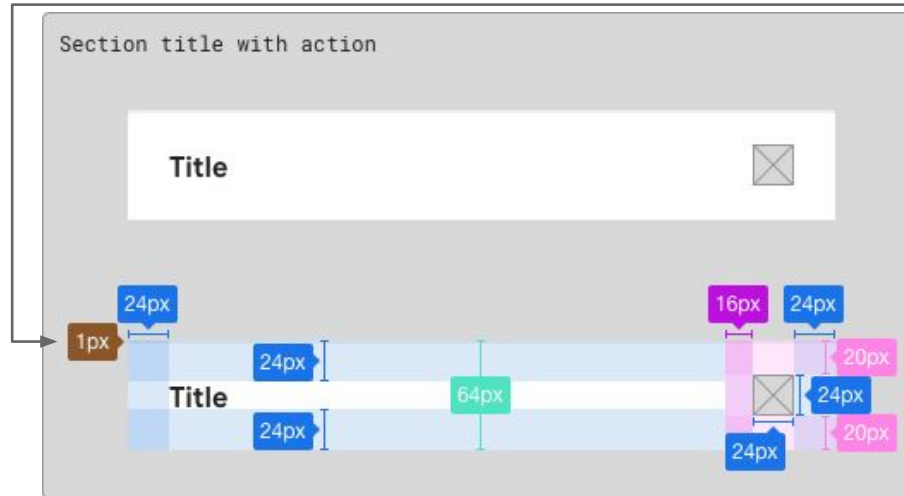 Section title with action
Title
24px
16px
24px
1px
24px
20px
Title
64px
24px
24px
20px
24px